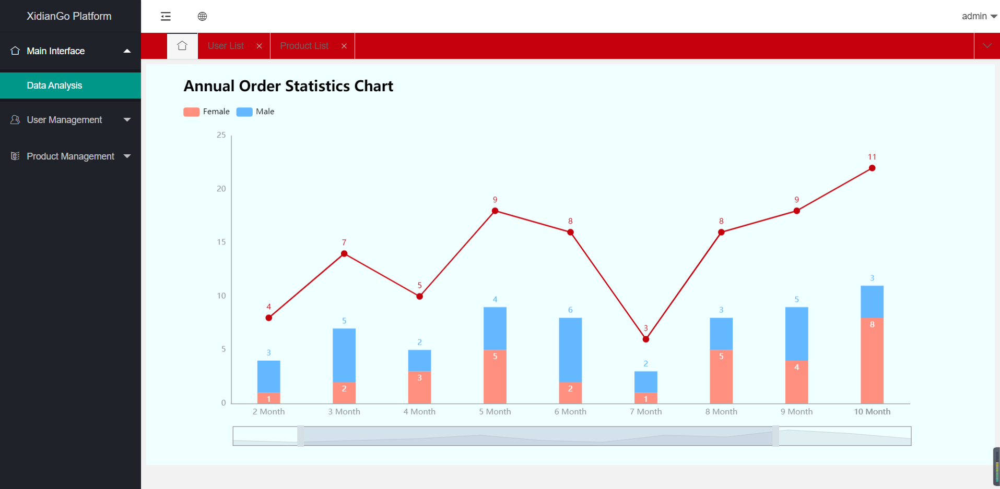 XidianGo Platform
admin
Main Interface
User List
Product List
Data Analysis
User Management
Product Management
Annual Order Statistics Chart
Female Male
25
20
15
10
5
0
4
7
5
9
8
3
8
9
11
3
5
2
4
6
2
3
5
3
1
2
3
5
2
1
5
4
8
2 Month
3 Month
4 Month
5 Month
6 Month
7 Month
8 Month
9 Month
10 Month